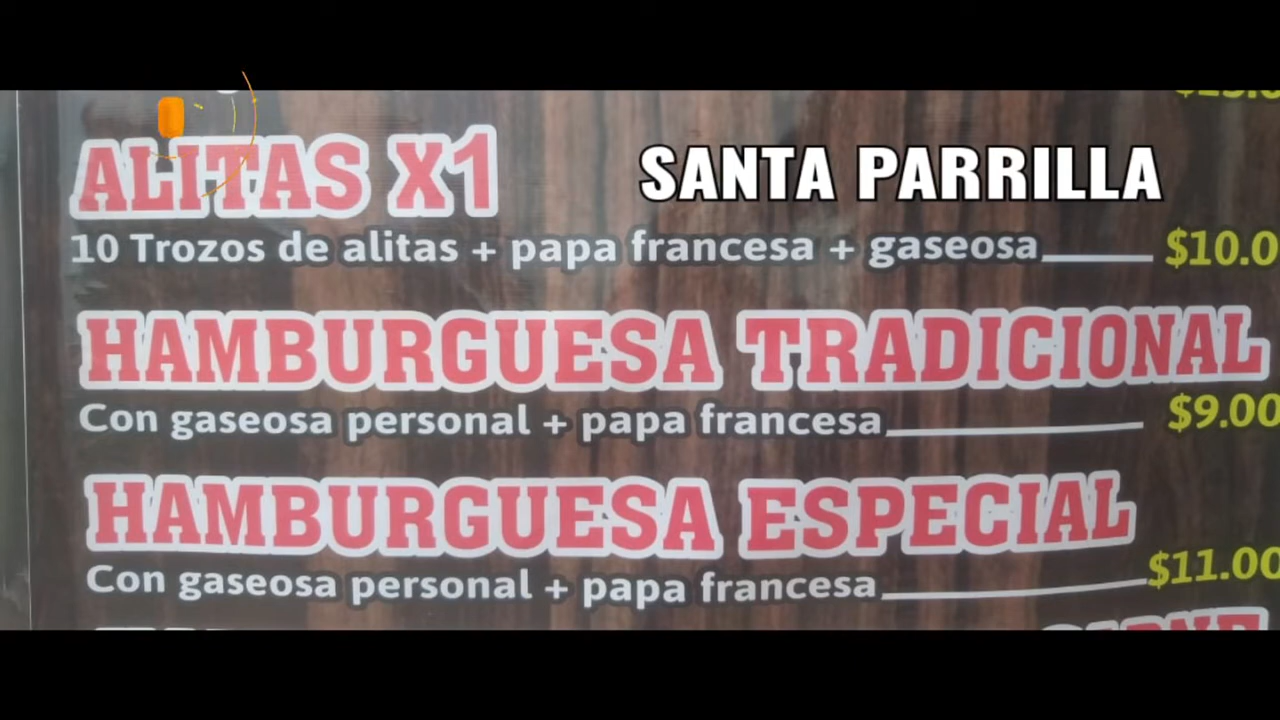 ALITAS X1
SANTA PARRILLA
10 Trozos de alitas + papa francesa + gaseosa $10.0
HAMBURGUESA TRADICIONAL
Con gaseosa personal + papa francesa $9.00
HAMBURGUESA ESPECIAL
Con gaseosa personal + papa francesa $11.00